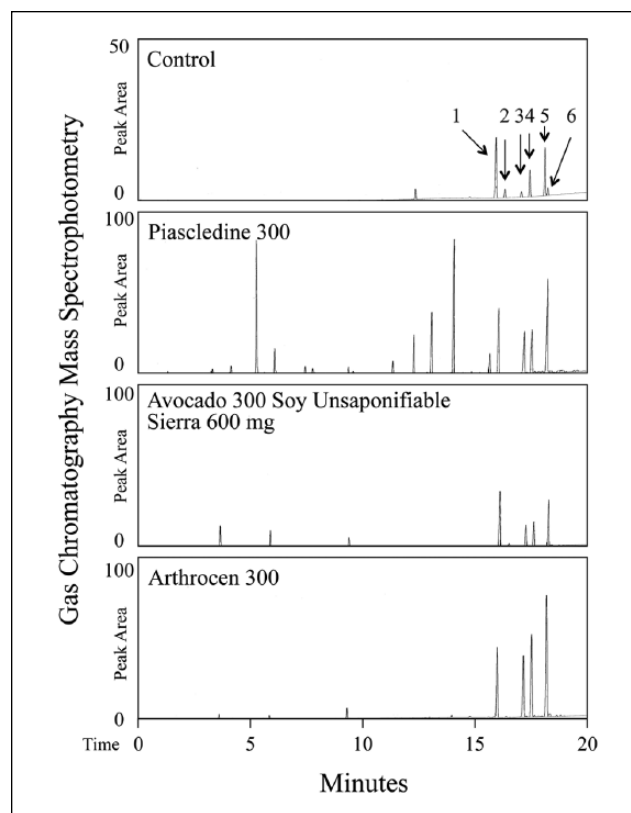 Gas Chromatography Mass Spectrophotometry
50
Peak Area
0
Control
1
2
3
4
5
6
100
Peak Area
0
Piascledine 300
100
Peak Area
0
Avocado 300 Soy Unsaponifiable
Sierra 600 mg
100
Peak Area
0
Arthrocen 300
Time 0 5 10 15 20
Minutes